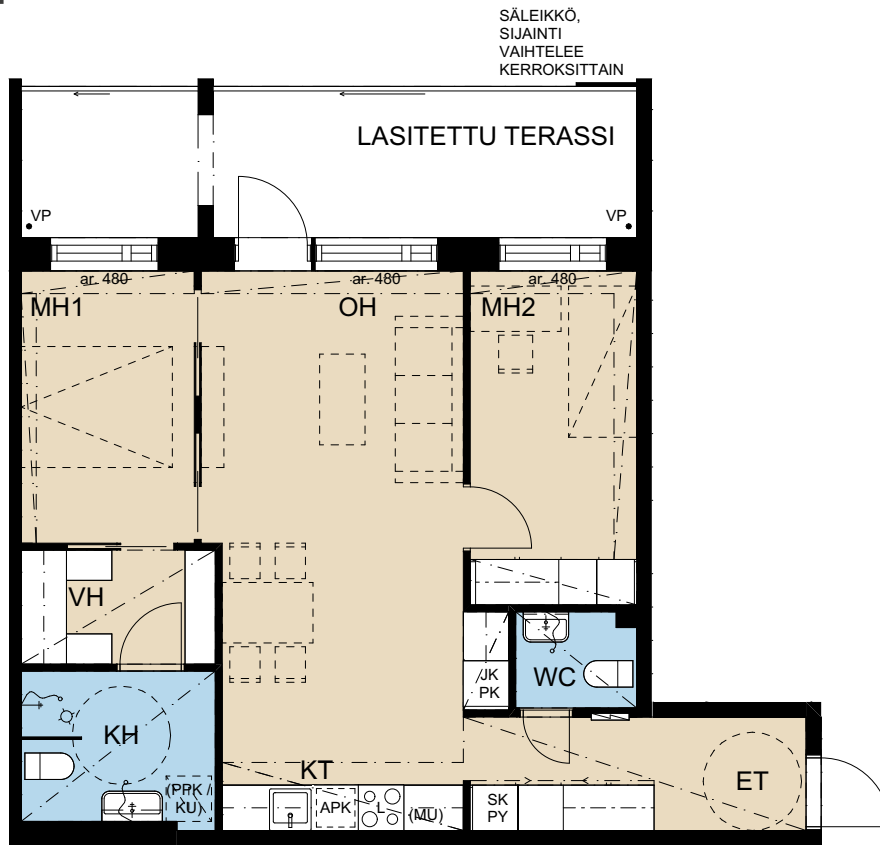 SÄLEIKKÖ,
SIJAINTI
VAIHTELEE
KERROKSITTAIN
LASITETTU TERASSI
VP
VP
ar. 480
ar. 480
ar. 480
MH1
OH
MH2
VH
JK
PK
WC
KH
(PPK /
KU)
KT
APK
L
(MU)
SK
PY
ET